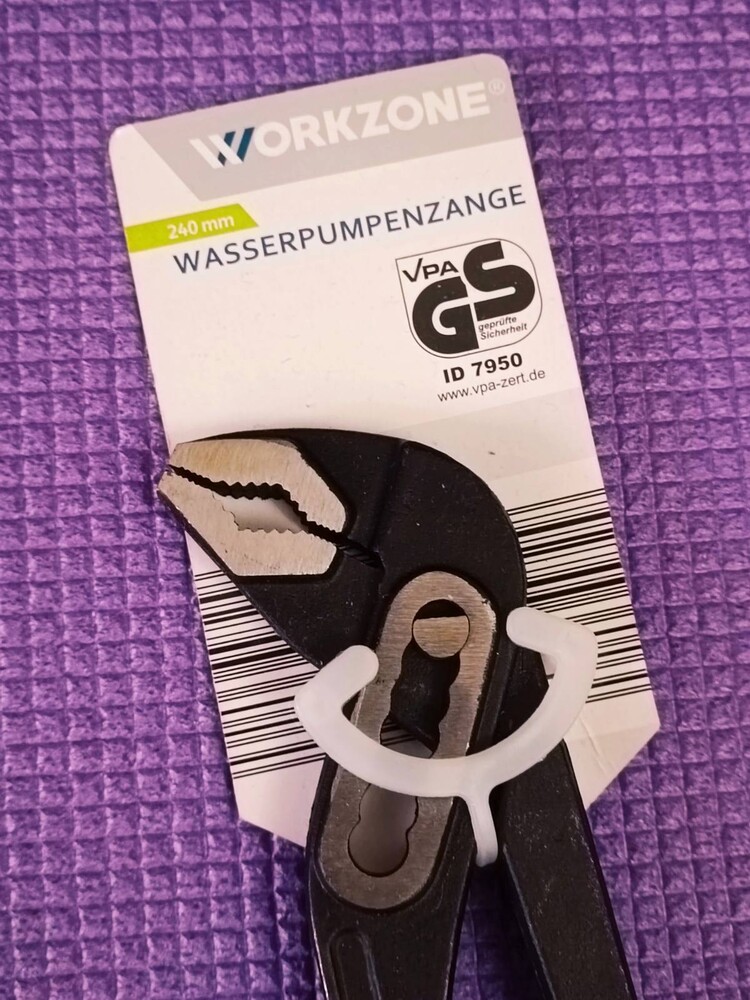 WORKZONE®
240 mm
WASSERPUMPENZANGE
VPA
GS
geprüfte
Sicherheit
ID 7950
www.vpa-zert.de